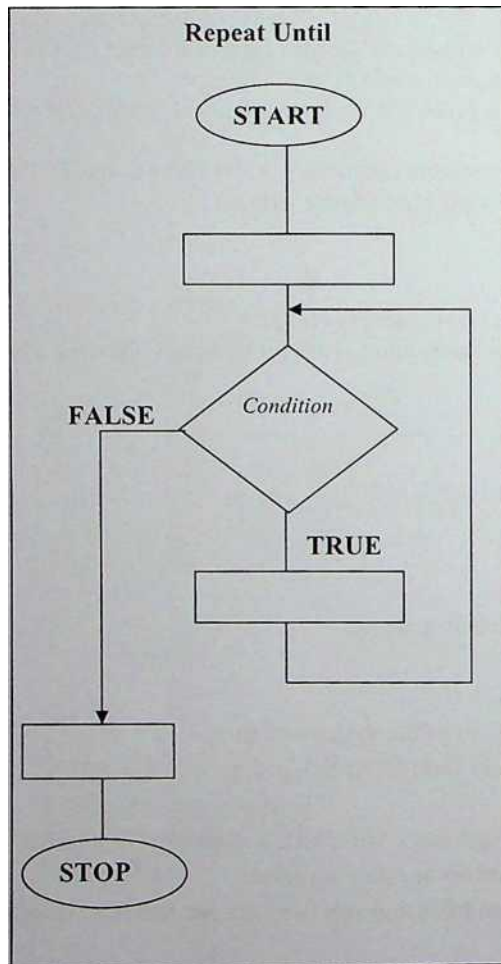 Repeat Until
START
Condition
FALSE
TRUE
STOP